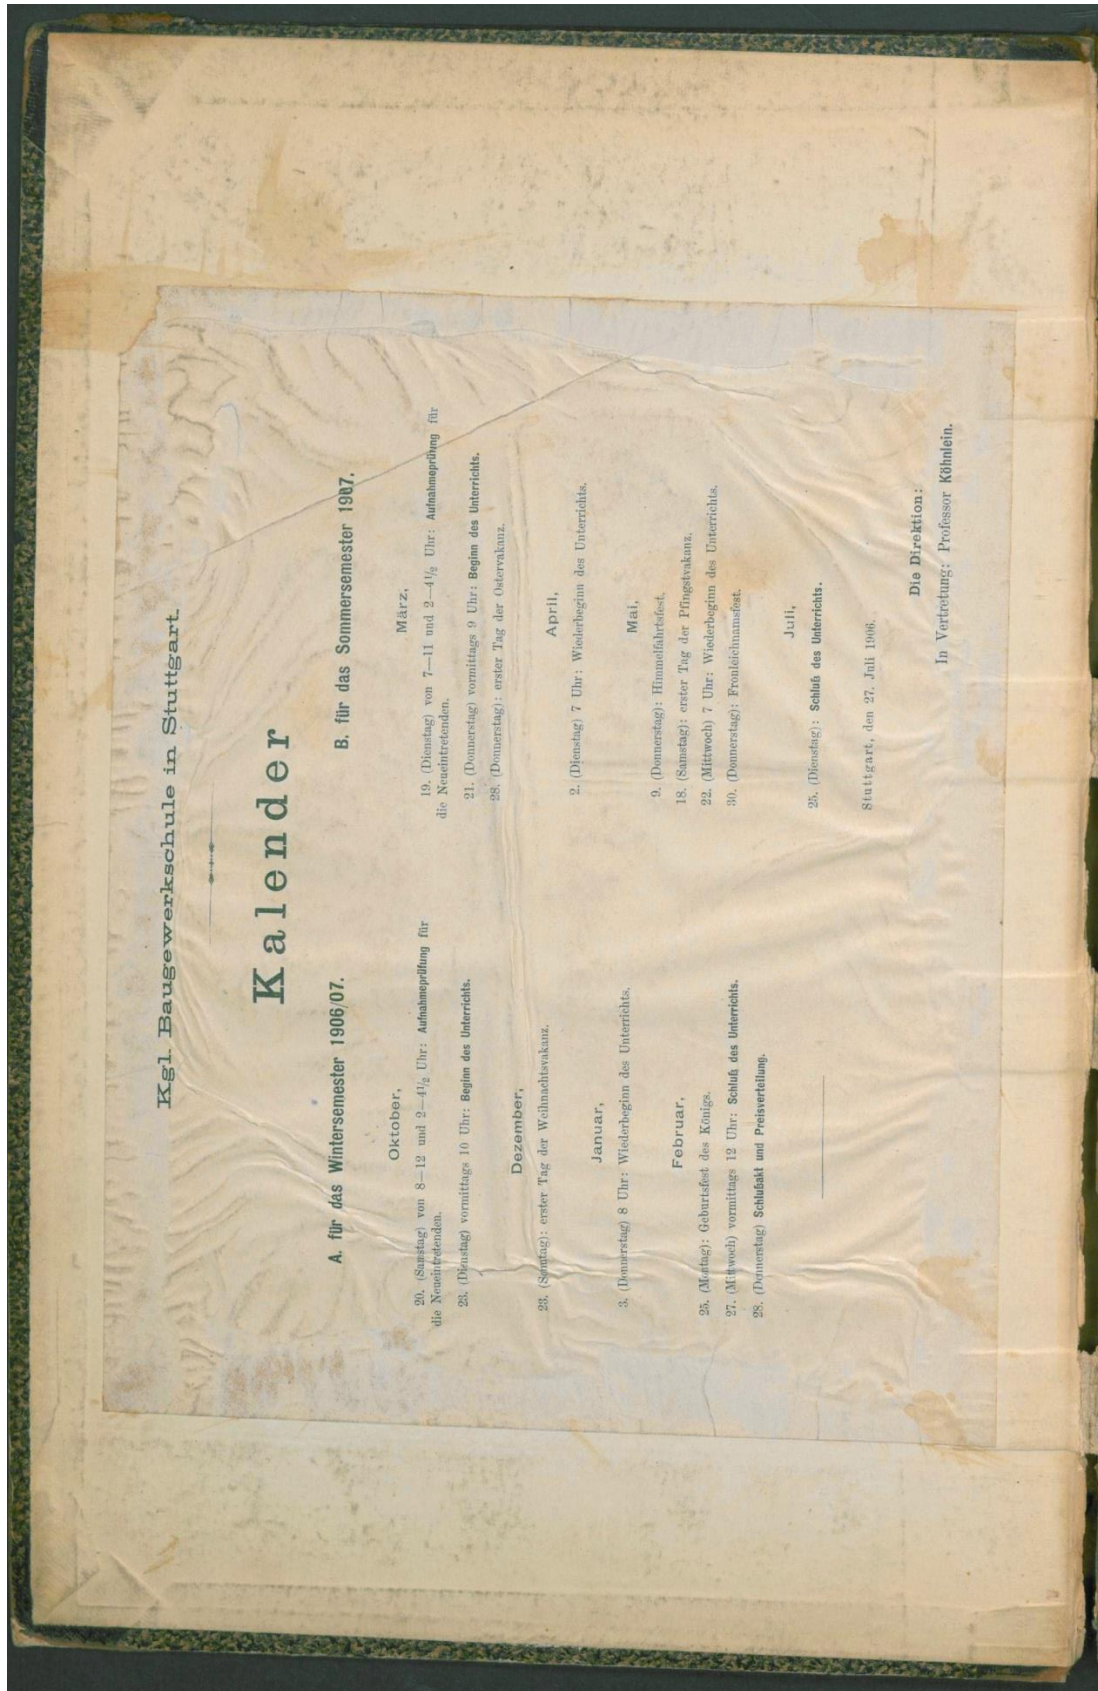 Kgl. Baugewerkschule in Stuttgart.
Kalender
A. für das Wintersemester 1906/07.
Oktober,
20. (Samstag) von 8—12 und 2—4½ Uhr: Aufnahmeprüfung für
die Neueintretenden.
23. (Dienstag) vormittags 10 Uhr: Beginn des Unterrichts.
Dezember,
23. (Sonntag): erster Tag der Weihnachtsvakanz.
Januar,
3. (Donnerstag) 8 Uhr: Wiederbeginn des Unterrichts.
Februar,
25. (Montag): Geburtsfest des Königs.
27. (Mittwoch) vormittags 12 Uhr: Schluß des Unterrichts.
28. (Donnerstag) Schlußakt und Preisverteilung.
B. für das Sommersemester 1907.
März,
19. (Dienstag) von 7—11 und 2—4½ Uhr: Aufnahmeprüfung für
die Neueintretenden.
21. (Donnerstag) vormittags 9 Uhr: Beginn des Unterrichts.
28. (Donnerstag): erster Tag der Ostervakanz.
April,
2. (Dienstag) 7 Uhr: Wiederbeginn des Unterrichts.
Mai,
9. (Donnerstag): Himmelfahrtsfest.
18. (Samstag): erster Tag der Pfingstvakanz.
22. (Mittwoch) 7 Uhr: Wiederbeginn des Unterrichts.
30. (Donnerstag): Fronleichnamsfest.
Juli,
25. (Dienstag): Schluß des Unterrichts.
Stuttgart, den 27. Juli 1906.
Die Direktion:
In Vertretung: Professor Köhnlein.